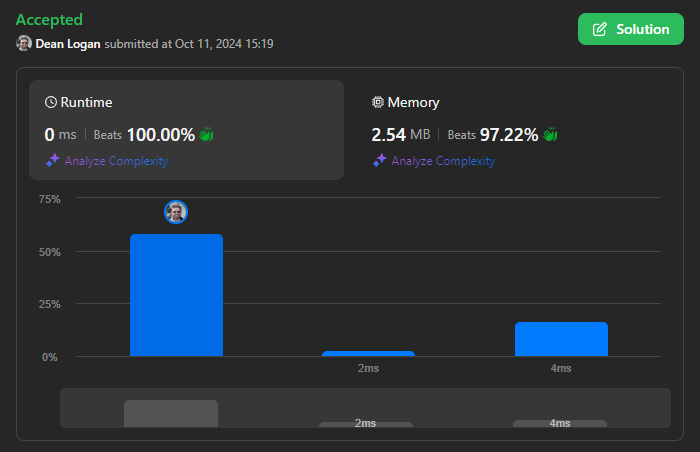 Accepted
Dean Logan submitted at Oct 11, 2024 15:19
Solution
Runtime
0 ms | Beats 100.00%
Analyze Complexity
Memory
2.54 MB | Beats 97.22%
Analyze Complexity
75%
50%
25%
0%
2ms 4ms
2ms 4ms